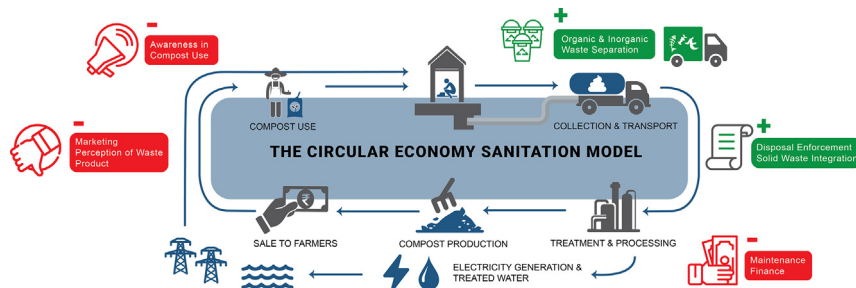 Awareness in
Compost Use
Organic & Inorganic
Waste Separation
COMPOST USE
COLLECTION & TRANSPORT
Marketing
Perception of Waste
Product
THE CIRCULAR ECONOMY SANITATION MODEL
Disposal Enforcement
Solid Waste Integration
₹
SALE TO FARMERS
COMPOST PRODUCTION
TREATMENT & PROCESSING
Maintenance
Finance
ELECTRICITY GENERATION &
TREATED WATER